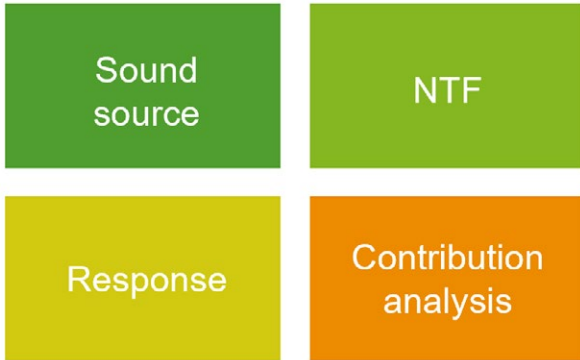 Sound
source
NTF
Response
Contribution
analysis